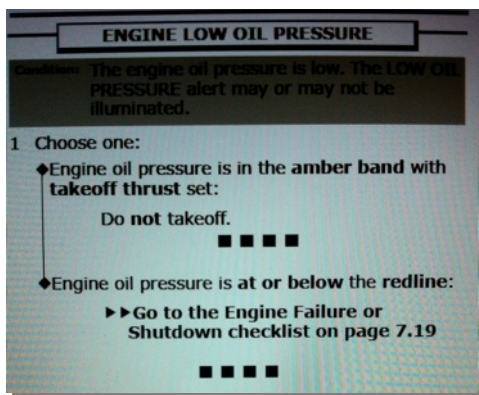 ENGINE LOW OIL PRESSURE
Condition: The engine oil pressure is low. The LOW OIL
PRESSURE alert may or may not be
illuminated.
1 Choose one:
◆Engine oil pressure is in the amber band with
takeoff thrust set:
Do not takeoff.
■ ■ ■ ■
◆Engine oil pressure is at or below the redline:
►►Go to the Engine Failure or
Shutdown checklist on page 7.19
■ ■ ■ ■